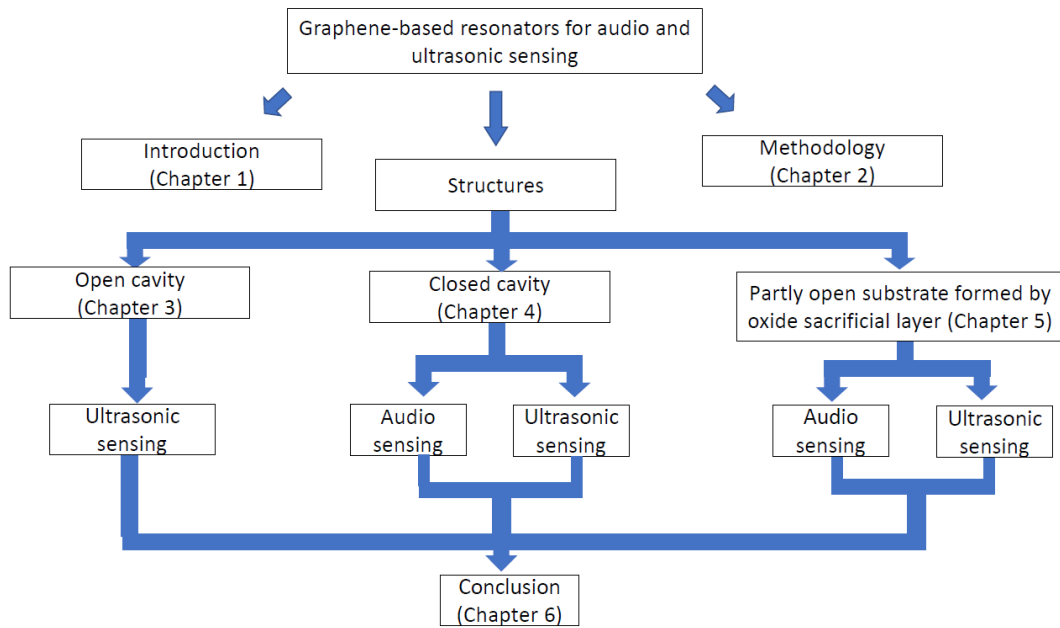 Graphene-based resonators for audio and
ultrasonic sensing
Introduction
(Chapter 1)
Structures
Methodology
(Chapter 2)
Open cavity
(Chapter 3)
Closed cavity
(Chapter 4)
Partly open substrate formed by
oxide sacrificial layer (Chapter 5)
Ultrasonic
sensing
Audio
sensing
Ultrasonic
sensing
Audio
sensing
Ultrasonic
sensing
Conclusion
(Chapter 6)